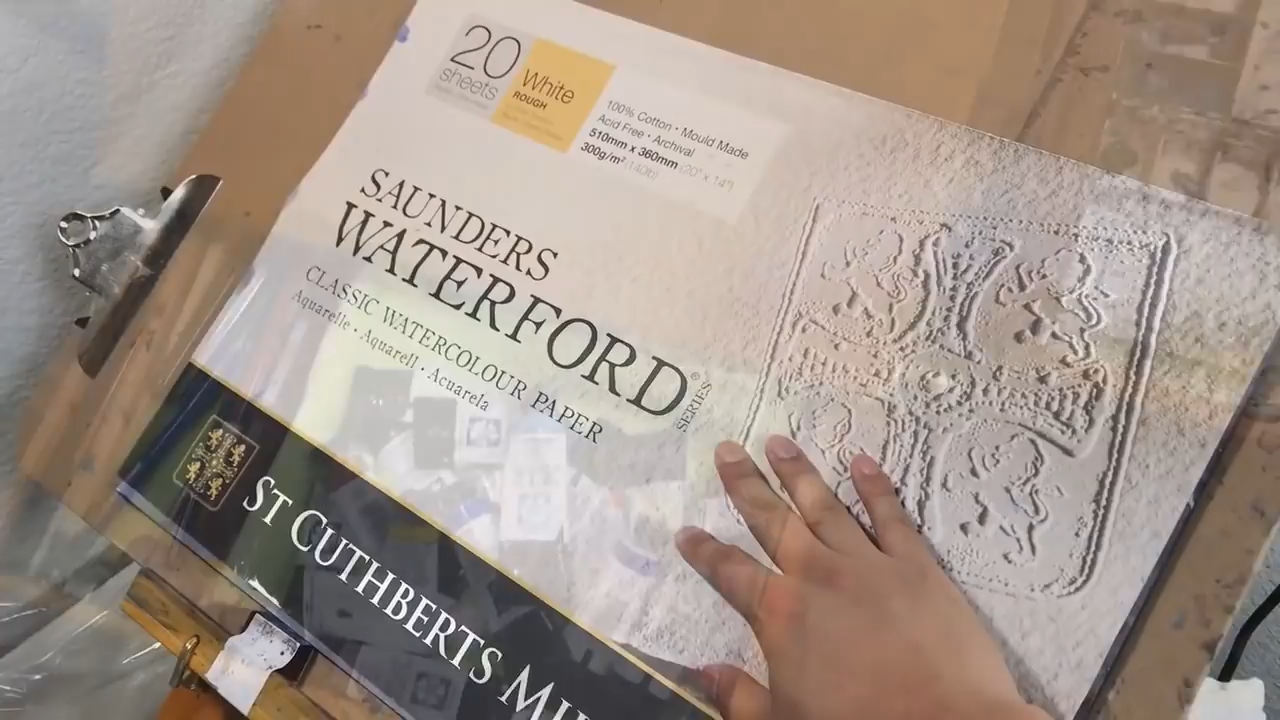 20
sheets
White
ROUGH
100% Cotton • Mould Made
Acid Free • Archival
510mm x 360mm (20" x 14")
300g/m² (140lb)
SAUNDERS
WATERFORD®
SERIES
CLASSIC WATERCOLOUR PAPER
Aquarelle • Aquarell • Acuarela
ST CUTHBERTS